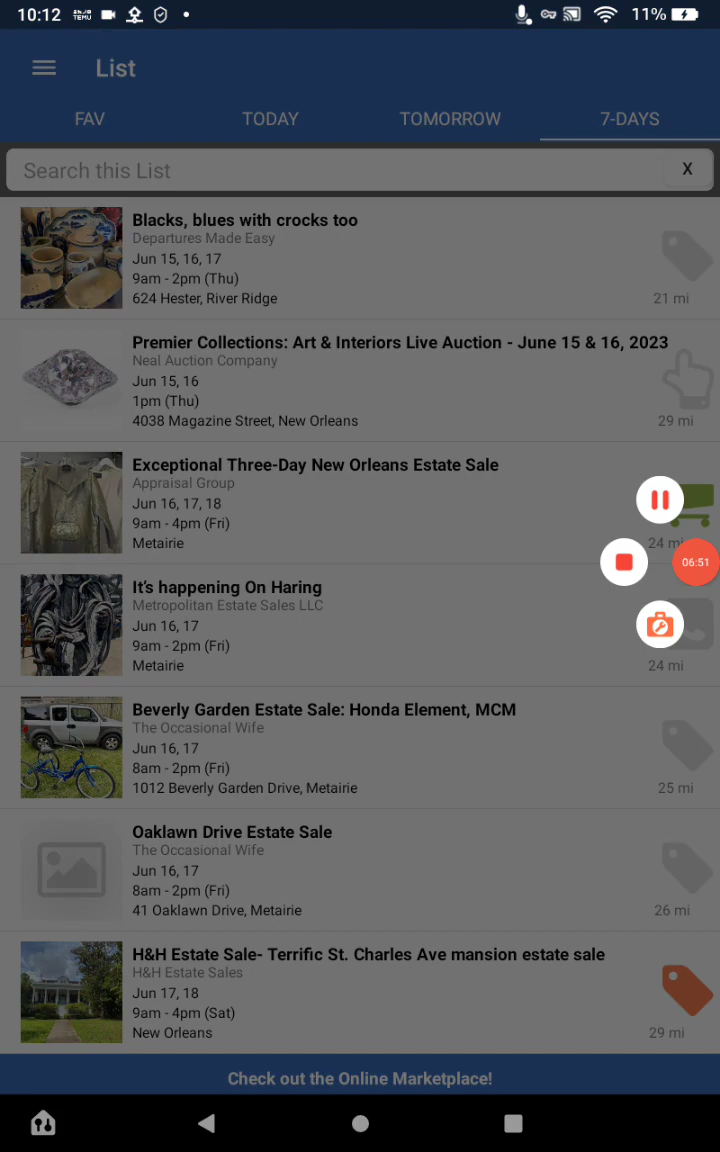 10:12
SHJO
TEMU
11%
List
FAV
TODAY
TOMORROW
7-DAYS
Search this List
X
Blacks, blues with crocks too
Departures Made Easy
Jun 15, 16, 17
9am - 2pm (Thu)
624 Hester, River Ridge
21 mi
Premier Collections: Art & Interiors Live Auction - June 15 & 16, 2023
Neal Auction Company
Jun 15, 16
1pm (Thu)
4038 Magazine Street, New Orleans
29 mi
Exceptional Three-Day New Orleans Estate Sale
Appraisal Group
Jun 16, 17, 18
9am - 4pm (Fri)
Metairie
24 mi
06:51
It's happening On Haring
Metropolitan Estate Sales LLC
Jun 16, 17
9am - 2pm (Fri)
Metairie
24 mi
Beverly Garden Estate Sale: Honda Element, MCM
The Occasional Wife
Jun 16, 17
8am - 2pm (Fri)
1012 Beverly Garden Drive, Metairie
25 mi
Oaklawn Drive Estate Sale
The Occasional Wife
Jun 16, 17
8am - 2pm (Fri)
41 Oaklawn Drive, Metairie
26 mi
H&H Estate Sale- Terrific St. Charles Ave mansion estate sale
H&H Estate Sales
Jun 17, 18
9am - 4pm (Sat)
New Orleans
29 mi
Check out the Online Marketplace!